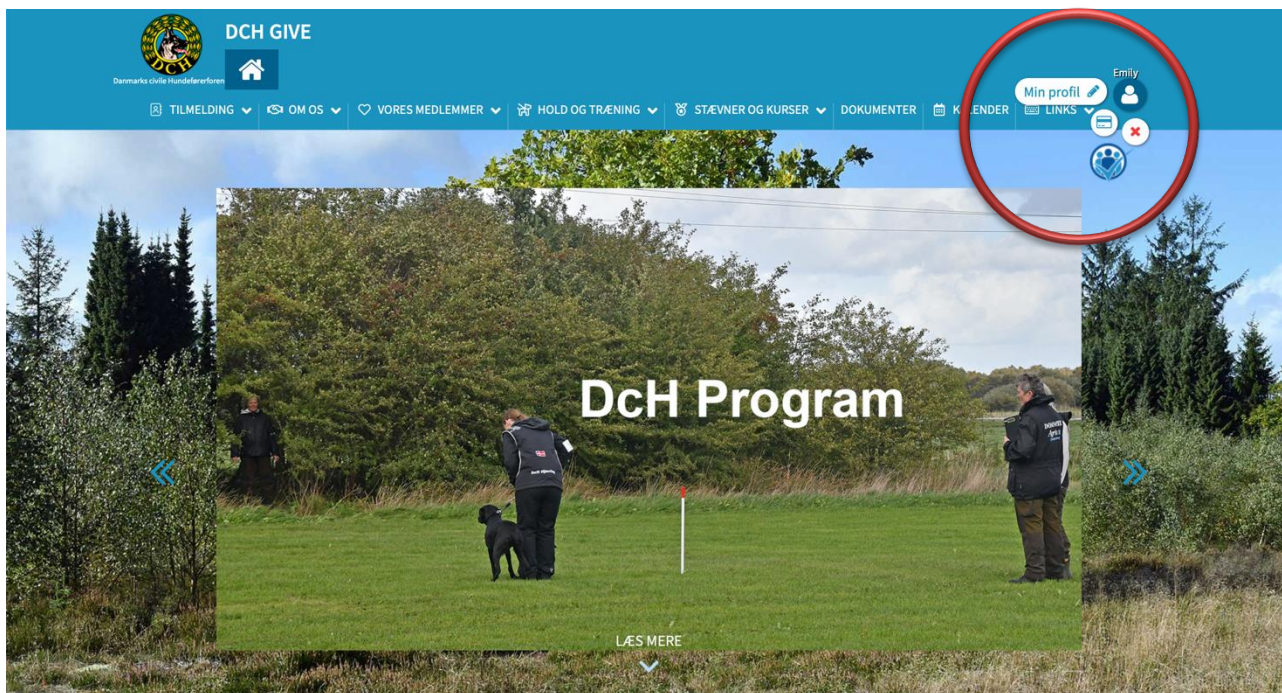 DCH GIVE
DCH
Danmarks civile Hundeførerforen
Emily
Min profil
TILMELDING
OM OS
VORES MEDLEMMER
HOLD OG TRÆNING
STÆVNER OG KURSER
DOKUMENTER
LINKS
DcH Program
LÆS MERE